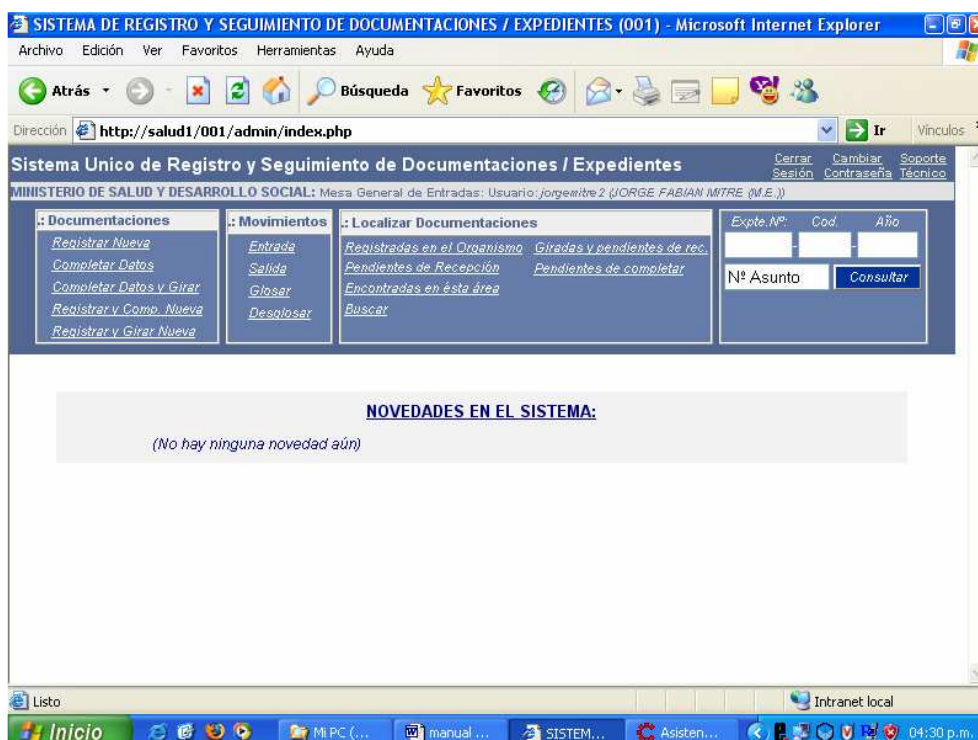 SISTEMA DE REGISTRO Y SEGUIMIENTO DE DOCUMENTACIONES / EXPEDIENTES (001) - Microsoft Internet Explorer
Archivo Edición Ver Favoritos Herramientas Ayuda
Atrás Búsqueda Favoritos
Dirección http://salud1/001/admin/index.php Ir Vínculos
Sistema Unico de Registro y Seguimiento de Documentaciones / Expedientes
Cerrar Sesión Cambiar Contraseña Soporte Técnico
MINISTERIO DE SALUD Y DESARROLLO SOCIAL: Mesa General de Entradas: Usuario: jorgemitre2 (JORGE FABIAN MITRE (M.E.))
.: Documentaciones
Registrar Nueva
Completar Datos
Completar Datos y Girar
Registrar y Comp. Nueva
Registrar y Girar Nueva
.: Movimientos
Entrada
Salida
Glosar
Desglosar
.: Localizar Documentaciones
Registradas en el Organismo Giradas y pendientes de rec.
Pendientes de Recepción Pendientes de completar
Encontradas en ésta área
Buscar
Expte.Nº: Cod. Año
- -
Nº Asunto Consultar
NOVEDADES EN EL SISTEMA:
(No hay ninguna novedad aún)
Listo Intranet local
Inicio Mi PC (... manual ... SISTEM... Asisten... 04:30 p.m.